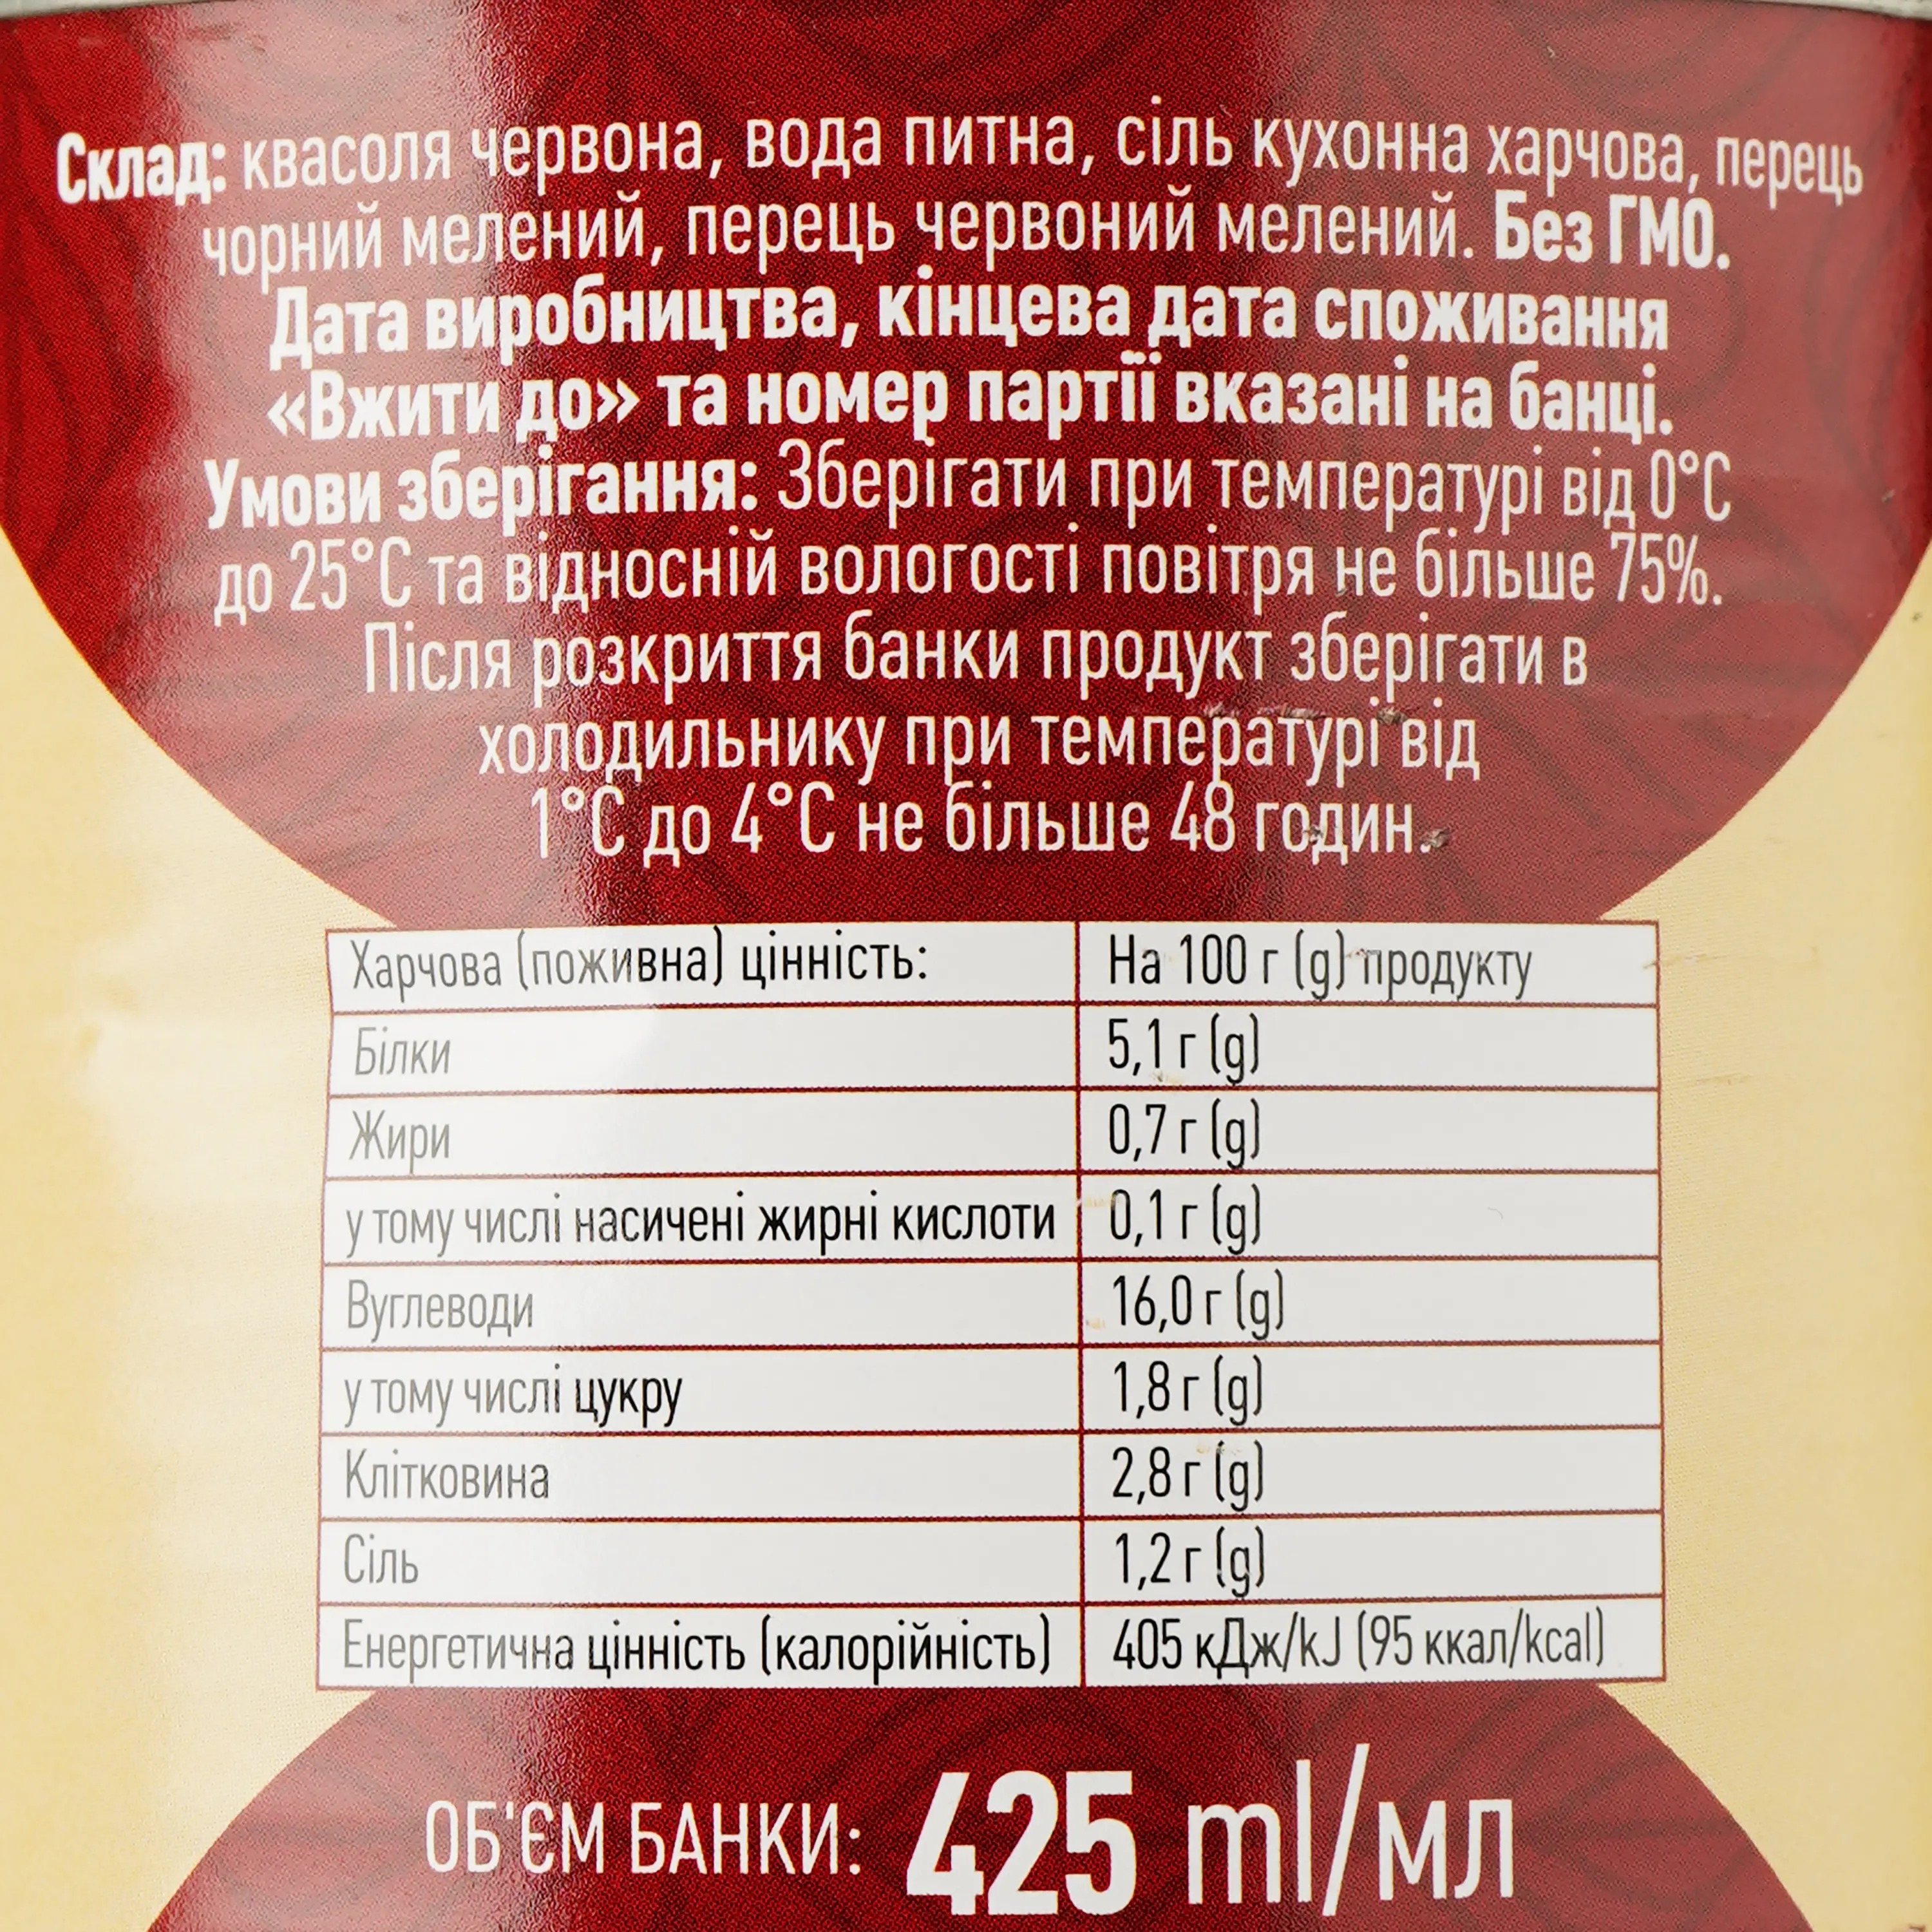 Склад: квасоля червона, вода питна, сіль кухонна харчова, перець
чорний мелений, перець червоний мелений. Без ГМО.
Дата виробництва, кінцева дата споживання
«Вжити до» та номер партії вказані на банці.
Умови зберігання: Зберігати при температурі від 0°C
до 25°C та відносній вологості повітря не більше 75%.
Після розкриття банки продукт зберігати в
холодильнику при температурі від
1°C до 4°C не більше 48 годин.
Харчова (поживна) цінність: На 100 г (g) продукту
Білки 5,1 г (g)
Жири 0,7 г (g)
у тому числі насичені жирні кислоти 0,1 г (g)
Вуглеводи 16,0 г (g)
у тому числі цукру 1,8 г (g)
Клітковина 2,8 г (g)
Сіль 1,2 г (g)
Енергетична цінність (калорійність) 405 кДж/kJ (95 ккал/kcal)
ОБ'ЄМ БАНКИ: 425 ml/мл